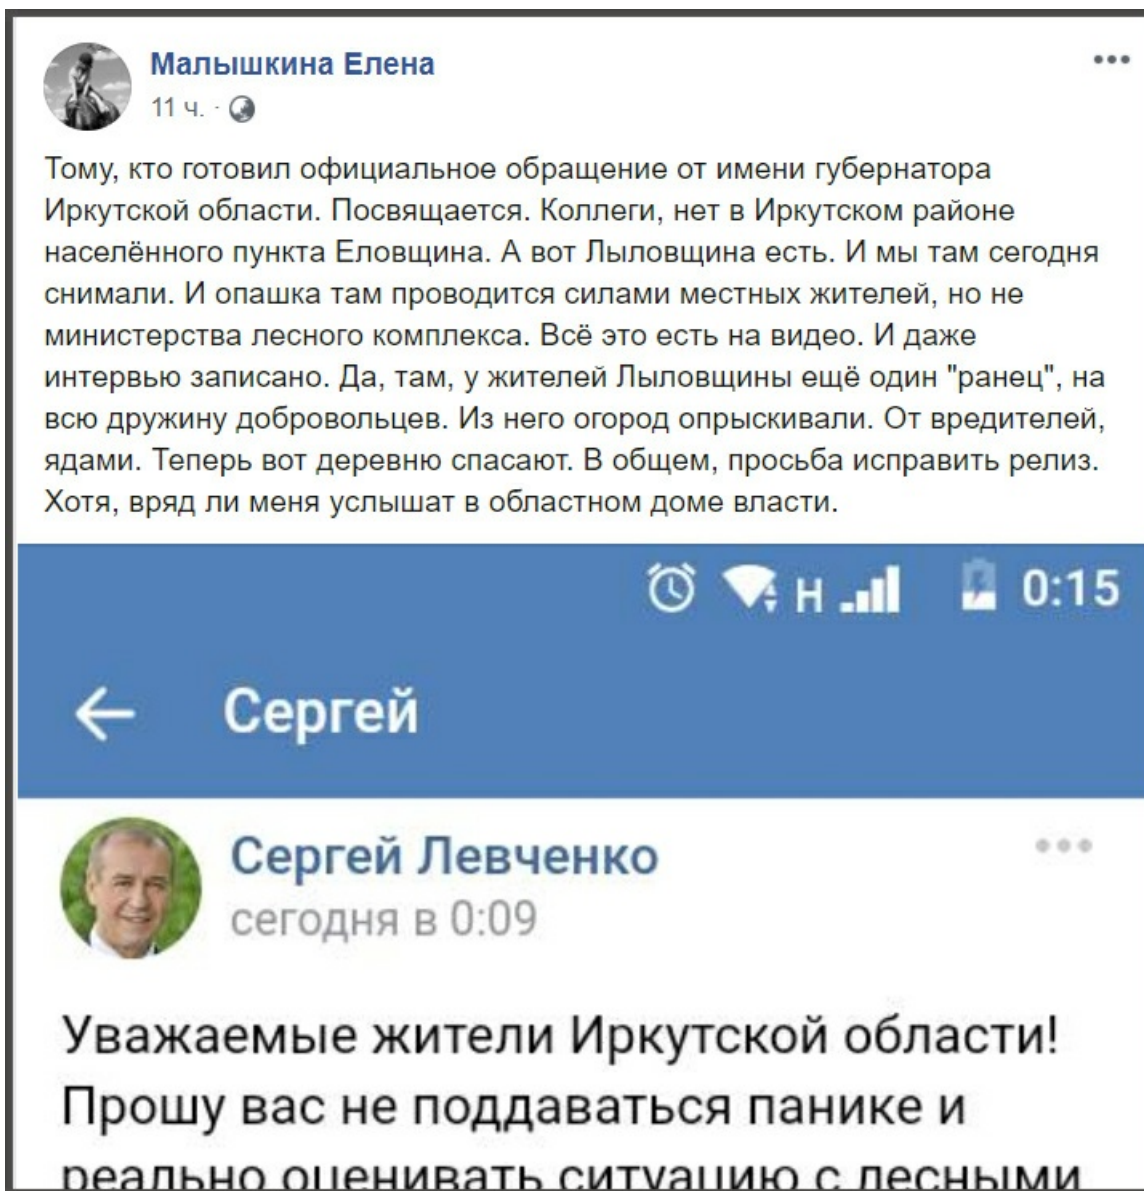 Малышкина Елена
11 ч. ·
Тому, кто готовил официальное обращение от имени губернатора
Иркутской области. Посвящается. Коллеги, нет в Иркутском районе
населённого пункта Еловщина. А вот Лыловщина есть. И мы там сегодня
снимали. И опашка там проводится силами местных жителей, но не
министерства лесного комплекса. Всё это есть на видео. И даже
интервью записано. Да, там, у жителей Лыловщины ещё один "ранец", на
всю дружину добровольцев. Из него огород опрыскивали. От вредителей,
ядами. Теперь вот деревню спасают. В общем, просьба исправить релиз.
Хотя, вряд ли меня услышат в областном доме власти.
H 0:15
Сергей
Сергей Левченко
сегодня в 0:09
Уважаемые жители Иркутской области!
Прошу вас не поддаваться панике и
реально оценивать ситуацию с лесными